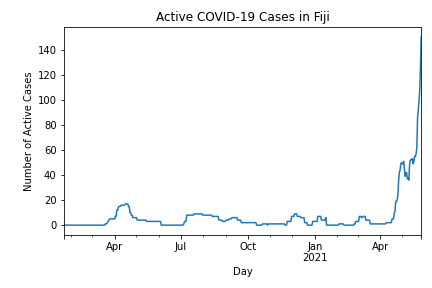 Active COVID-19 Cases in Fiji
Number of Active Cases
140
120
100
80
60
40
20
0
Apr
Jul
Oct
Jan
2021
Apr
Day